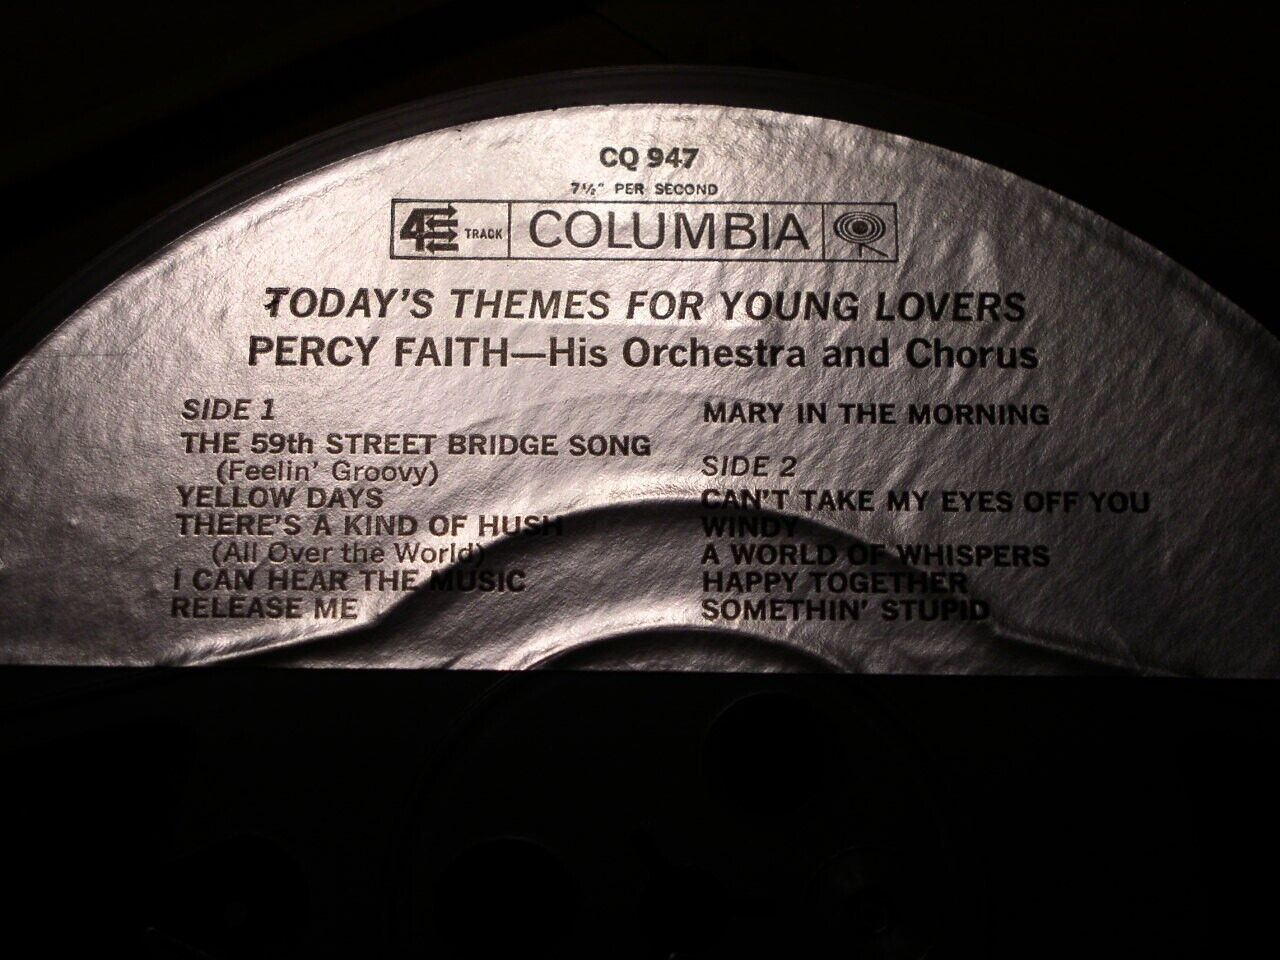 CQ 947
7½" PER SECOND
4 TRACK COLUMBIA
TODAY'S THEMES FOR YOUNG LOVERS
PERCY FAITH—His Orchestra and Chorus
SIDE 1
THE 59th STREET BRIDGE SONG
(Feelin' Groovy)
YELLOW DAYS
THERE'S A KIND OF HUSH
(All Over the World)
I CAN HEAR THE MUSIC
RELEASE ME
MARY IN THE MORNING
SIDE 2
CAN'T TAKE MY EYES OFF YOU
WINDY
A WORLD OF WHISPERS
HAPPY TOGETHER
SOMETHIN' STUPID